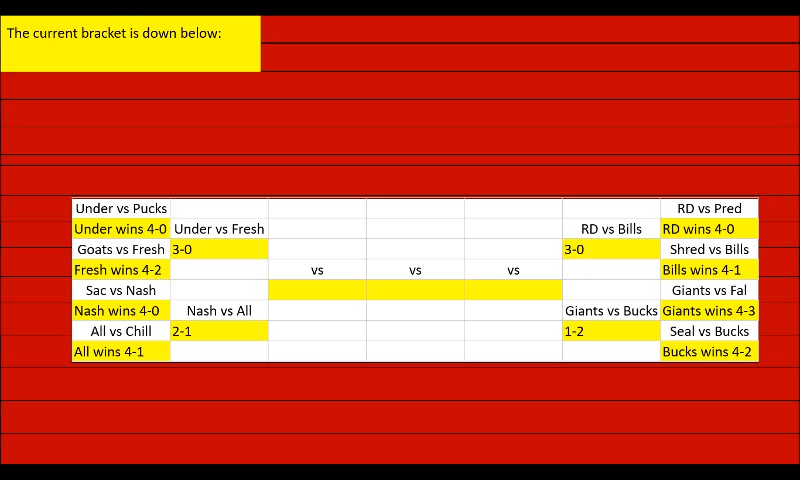 The current bracket is down below:
Under vs Pucks RD vs Pred
Under wins 4-0 Under vs Fresh RD vs Bills RD wins 4-0
Goats vs Fresh 3-0 3-0 Shred vs Bills
Fresh wins 4-2 vs vs vs Bills wins 4-1
Sac vs Nash Giants vs Fal
Nash wins 4-0 Nash vs All Giants vs Bucks Giants wins 4-3
All vs Chill 2-1 1-2 Seal vs Bucks
All wins 4-1 Bucks wins 4-2